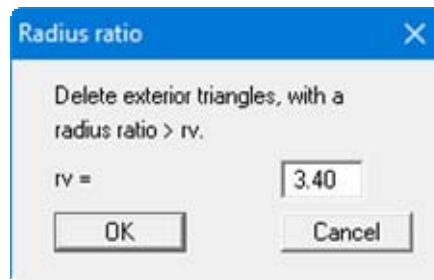 Radius ratio
Delete exterior triangles, with a
radius ratio > rv.
rv = 3.40
OK Cancel